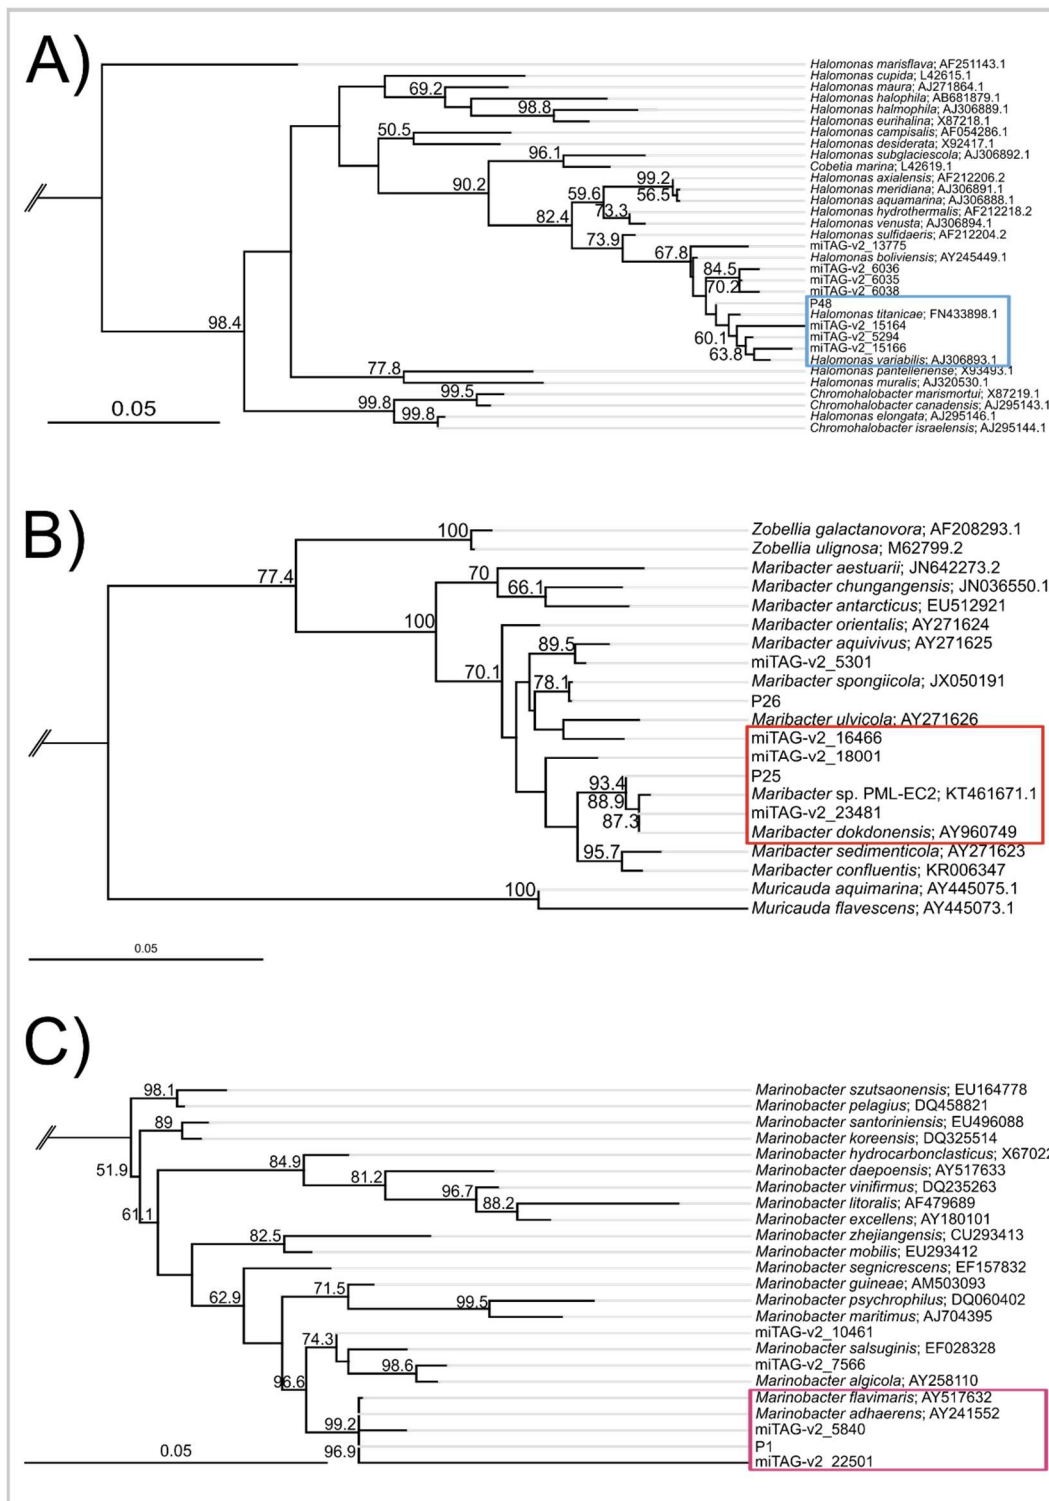 A)
Halomonas marisflava; AF251143.1
Halomonas cupida; L42615.1
69.2 Halomonas maura; AJ271864.1
Halomonas halophila; AB681879.1
98.8 Halomonas halmophila; AJ306889.1
Halomonas eurihalina; X87218.1
50.5 Halomonas campisalis; AF054286.1
Halomonas desiderata; X92417.1
96.1 Halomonas subglaciescola; AJ306892.1
Cobetia marina; L42619.1
99.2 Halomonas axialensis; AF212206.2
90.2 Halomonas meridiana; AJ306891.1
59.6 56.5 Halomonas aquamarina; AJ306888.1
73.3 Halomonas hydrothermalis; AF212218.2
82.4 Halomonas venusta; AJ306894.1
Halomonas sulfidaeris; AF212204.2
73.9 miTAG-v2_13775
67.8 Halomonas boliviensis; AY245449.1
84.5 miTAG-v2_6036
miTAG-v2_6035
70.2 miTAG-v2_6038
P48
Halomonas titanicae; FN433898.1
98.4 miTAG-v2_15164
60.1 miTAG-v2_5294
miTAG-v2_15166
63.8 Halomonas variabilis; AJ306893.1
77.8 Halomonas pantelleriense; X93493.1
Halomonas muralis; AJ320530.1
99.5 Chromohalobacter marismortui; X87219.1
0.05 99.8 Chromohalobacter canadensis; AJ295143.1
99.8 Halomonas elongata; AJ295146.1
Chromohalobacter israelensis; AJ295144.1
B)
100 Zobellia galactanovora; AF208293.1
Zobellia ulignosa; M62799.2
77.4 70 Maribacter aestuarii; JN642273.2
66.1 Maribacter chungangensis; JN036550.1
Maribacter antarcticus; EU512921
100 Maribacter orientalis; AY271624
89.5 Maribacter aquivivus; AY271625
70.1 miTAG-v2_5301
78.1 Maribacter spongiicola; JX050191
P26
Maribacter ulvicola; AY271626
miTAG-v2_16466
miTAG-v2_18001
93.4 P25
88.9 Maribacter sp. PML-EC2; KT461671.1
87.3 miTAG-v2_23481
Maribacter dokdonensis; AY960749
95.7 Maribacter sedimenticola; AY271623
Maribacter confluentis; KR006347
100 Muricauda aquimarina; AY445075.1
Muricauda flavescens; AY445073.1
0.05
C)
98.1 Marinobacter szutsaonensis; EU164778
Marinobacter pelagius; DQ458821
89 Marinobacter santoriniensis; EU496088
Marinobacter koreensis; DQ325514
51.9 84.9 Marinobacter hydrocarbonclasticus; X67022
81.2 Marinobacter daepoensis; AY517633
96.7 Marinobacter vinifirmus; DQ235263
88.2 Marinobacter litoralis; AF479689
61.1 Marinobacter excellens; AY180101
82.5 Marinobacter zhejiangensis; CU293413
Marinobacter mobilis; EU293412
Marinobacter segnicrescens; EF157832
62.9 71.5 Marinobacter guineae; AM503093
99.5 Marinobacter psychrophilus; DQ060402
Marinobacter maritimus; AJ704395
74.3 miTAG-v2_10461
Marinobacter salsuginis; EF028328
98.6 miTAG-v2_7566
96.6 Marinobacter algicola; AY258110
Marinobacter flavimaris; AY517632
Marinobacter adhaerens; AY241552
99.2 miTAG-v2_5840
0.05 96.9 P1
miTAG-v2_22501